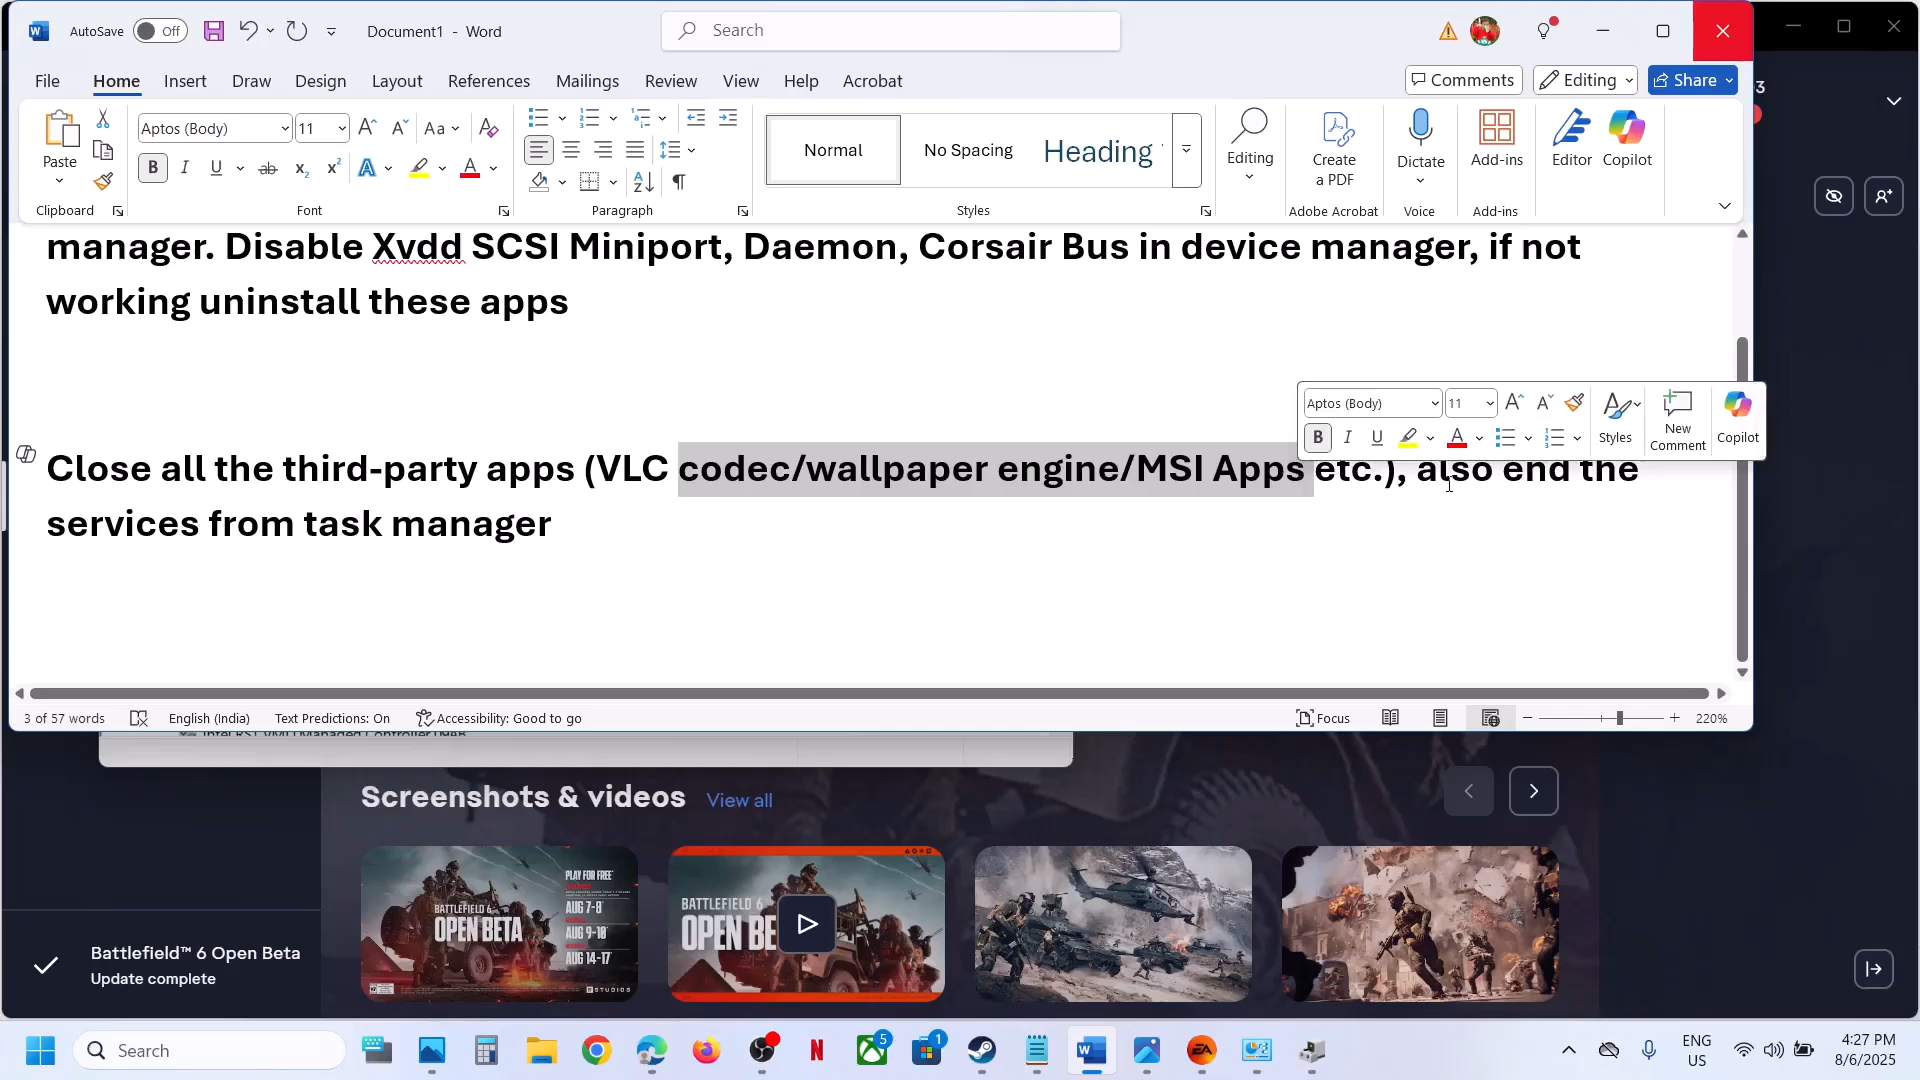 AutoSave Off Document1 - Word Search
File Home Insert Draw Design Layout References Mailings Review View Help Acrobat Comments Editing Share
Paste Aptos (Body) 11 Normal No Spacing Heading Editing Create a PDF Dictate Add-ins Editor Copilot
Clipboard Font Paragraph Styles Adobe Acrobat Voice Add-ins
manager. Disable Xvdd SCSI Miniport, Daemon, Corsair Bus in device manager, if not
working uninstall these apps
Aptos (Body) 11 Styles New Comment Copilot
Close all the third-party apps (VLC codec/wallpaper engine/MSI Apps etc.), also end the
services from task manager
3 of 57 words English (India) Text Predictions: On Accessibility: Good to go Focus 220%
Screenshots & videos View all
PLAY FOR FREE
BATTLEFIELD 6
OPEN BETA
AUG 7-8
AUG 9-10
AUG 14-17
BATTLEFIELD 6
OPEN BE
Battlefield™ 6 Open Beta
Update complete
Search
5
1
ENG
US
4:27 PM
8/6/2025